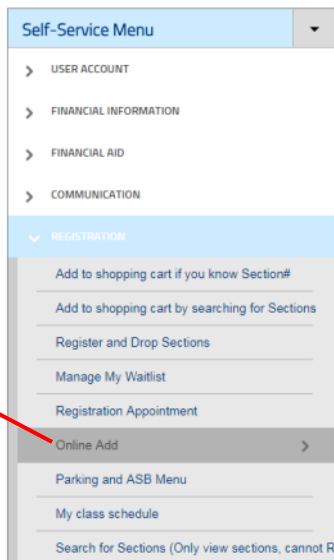 Self-Service Menu
USER ACCOUNT
FINANCIAL INFORMATION
FINANCIAL AID
COMMUNICATION
REGISTRATION
Add to shopping cart if you know Section#
Add to shopping cart by searching for Sections
Register and Drop Sections
Manage My Waitlist
Registration Appointment
Online Add
Parking and ASB Menu
My class schedule
Search for Sections (Only view sections, cannot R